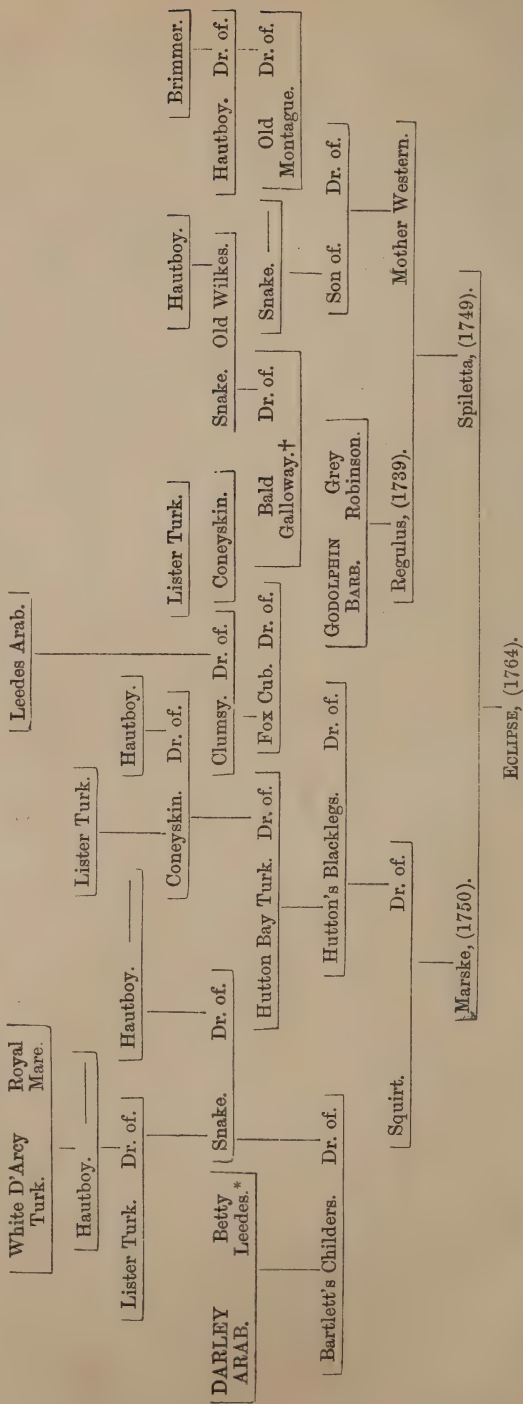 White D'Arcy Royal Leedes Arab.
Turk. Mare.
Hautboy. Lister Turk.
Lister Turk. Dr. of. Hautboy. Hautboy.
Coneyskin. Dr. of. Lister Turk. Hautboy. Brimmer.
DARLEY Betty Snake. Dr. of. Clumsy. Dr. of. Coneyskin. Snake. Old Wilkes. Hautboy. Dr. of.
ARAB. Leedes.*
Hutton Bay Turk. Dr. of. Fox Cub. Dr. of. Bald Dr. of. Snake. Old Dr. of.
Galloway.† Montague.
Bartlett's Childers. Dr. of. Hutton's Blacklegs. Dr. of. GODOLPHIN Grey Son of. Dr. of.
BARB. Robinson.
Squirt. Dr. of. Regulus, (1739). Mother Western.
Marske, (1750). Spiletta, (1749).
ECLIPSE, (1764).